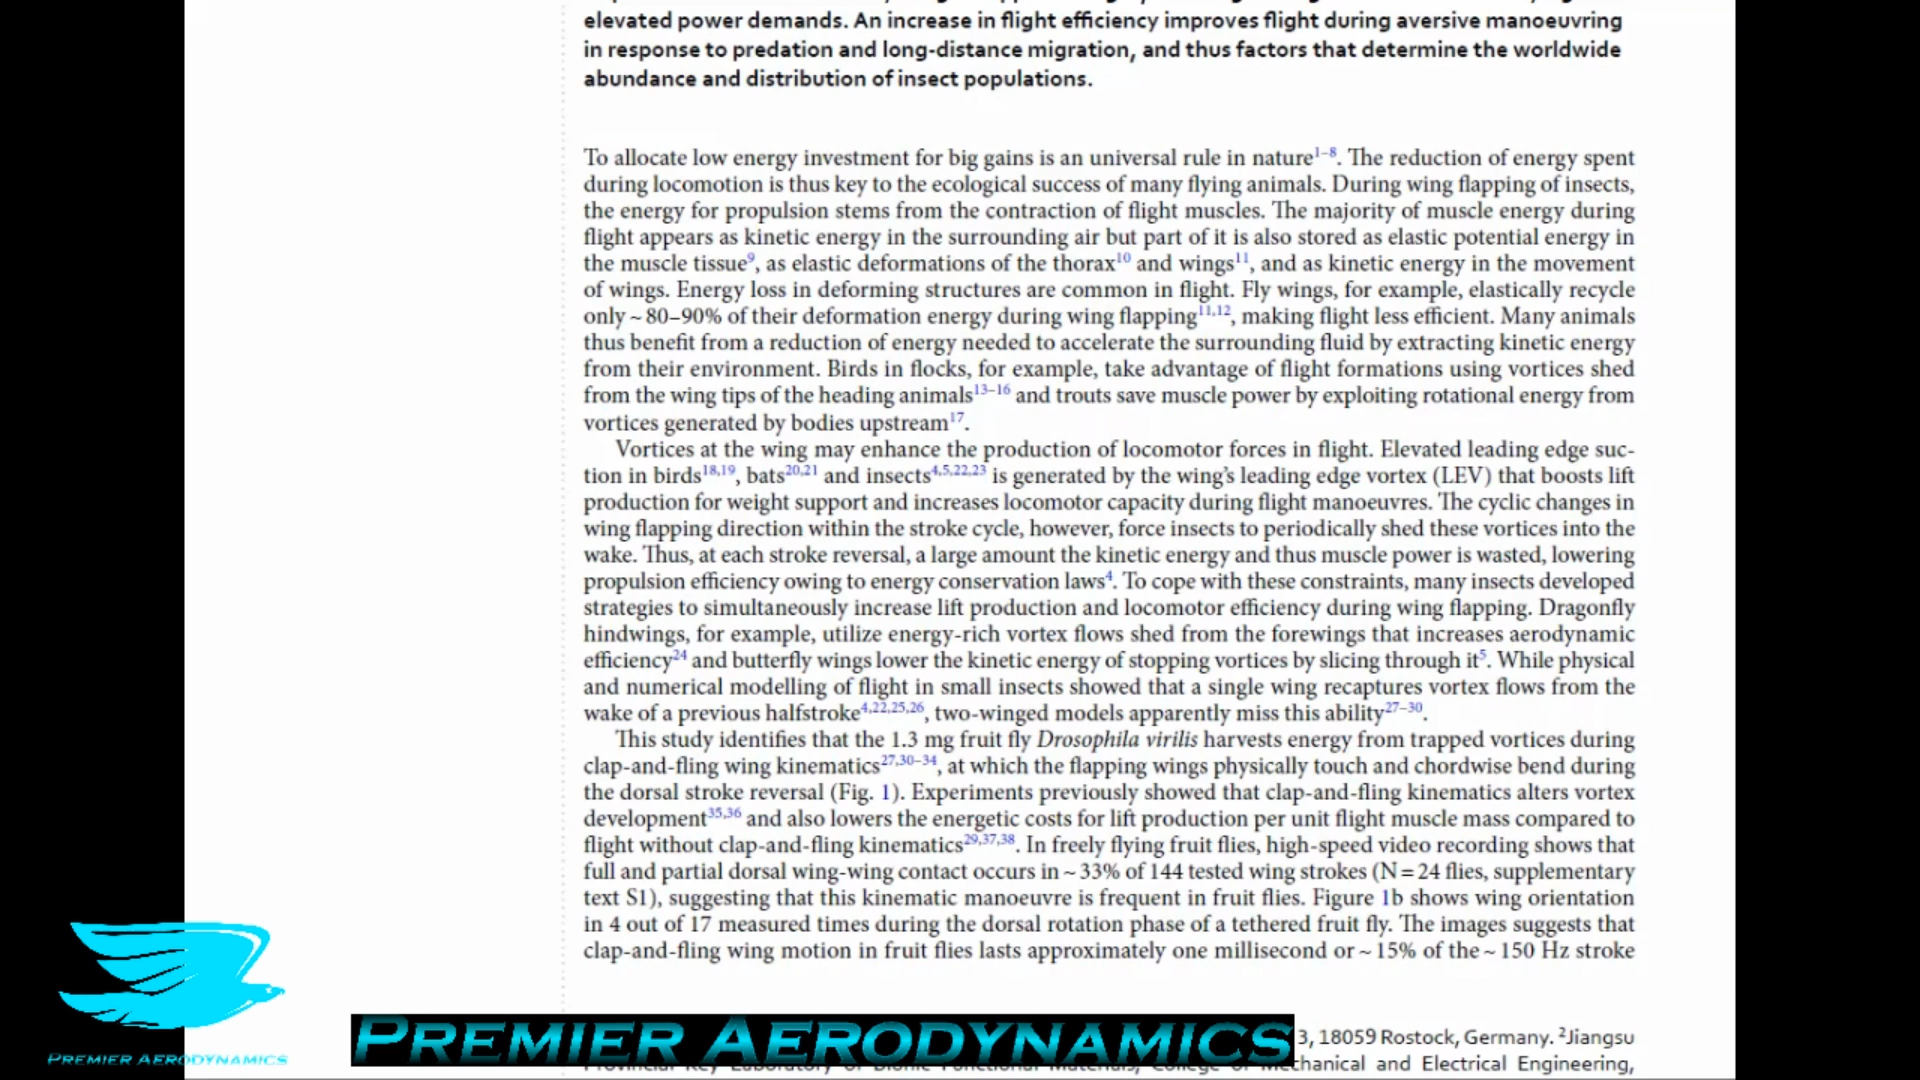 elevated power demands. An increase in flight efficiency improves flight during aversive manoeuvring
in response to predation and long-distance migration, and thus factors that determine the worldwide
abundance and distribution of insect populations.
To allocate low energy investment for big gains is an universal rule in nature1–8. The reduction of energy spent
during locomotion is thus key to the ecological success of many flying animals. During wing flapping of insects,
the energy for propulsion stems from the contraction of flight muscles. The majority of muscle energy during
flight appears as kinetic energy in the surrounding air but part of it is also stored as elastic potential energy in
the muscle tissue9, as elastic deformations of the thorax10 and wings11, and as kinetic energy in the movement
of wings. Energy loss in deforming structures are common in flight. Fly wings, for example, elastically recycle
only ~ 80–90% of their deformation energy during wing flapping11,12, making flight less efficient. Many animals
thus benefit from a reduction of energy needed to accelerate the surrounding fluid by extracting kinetic energy
from their environment. Birds in flocks, for example, take advantage of flight formations using vortices shed
from the wing tips of the heading animals13–16 and trouts save muscle power by exploiting rotational energy from
vortices generated by bodies upstream17.
Vortices at the wing may enhance the production of locomotor forces in flight. Elevated leading edge suc-
tion in birds18,19, bats20,21 and insects4,5,22,23 is generated by the wing's leading edge vortex (LEV) that boosts lift
production for weight support and increases locomotor capacity during flight manoeuvres. The cyclic changes in
wing flapping direction within the stroke cycle, however, force insects to periodically shed these vortices into the
wake. Thus, at each stroke reversal, a large amount the kinetic energy and thus muscle power is wasted, lowering
propulsion efficiency owing to energy conservation laws4. To cope with these constraints, many insects developed
strategies to simultaneously increase lift production and locomotor efficiency during wing flapping. Dragonfly
hindwings, for example, utilize energy-rich vortex flows shed from the forewings that increases aerodynamic
efficiency24 and butterfly wings lower the kinetic energy of stopping vortices by slicing through it5. While physical
and numerical modelling of flight in small insects showed that a single wing recaptures vortex flows from the
wake of a previous halfstroke4,22,25,26, two-winged models apparently miss this ability27–30.
This study identifies that the 1.3 mg fruit fly Drosophila virilis harvests energy from trapped vortices during
clap-and-fling wing kinematics27,30–34, at which the flapping wings physically touch and chordwise bend during
the dorsal stroke reversal (Fig. 1). Experiments previously showed that clap-and-fling kinematics alters vortex
development35,36 and also lowers the energetic costs for lift production per unit flight muscle mass compared to
flight without clap-and-fling kinematics29,37,38. In freely flying fruit flies, high-speed video recording shows that
full and partial dorsal wing-wing contact occurs in ~ 33% of 144 tested wing strokes (N = 24 flies, supplementary
text S1), suggesting that this kinematic manoeuvre is frequent in fruit flies. Figure 1b shows wing orientation
in 4 out of 17 measured times during the dorsal rotation phase of a tethered fruit fly. The images suggests that
clap-and-fling wing motion in fruit flies lasts approximately one millisecond or ~ 15% of the ~ 150 Hz stroke
PREMIER AERODYNAMICS
3, 18059 Rostock, Germany. 2Jiangsu
PREMIER AERODYNAMICS
chanical and Electrical Engineering,